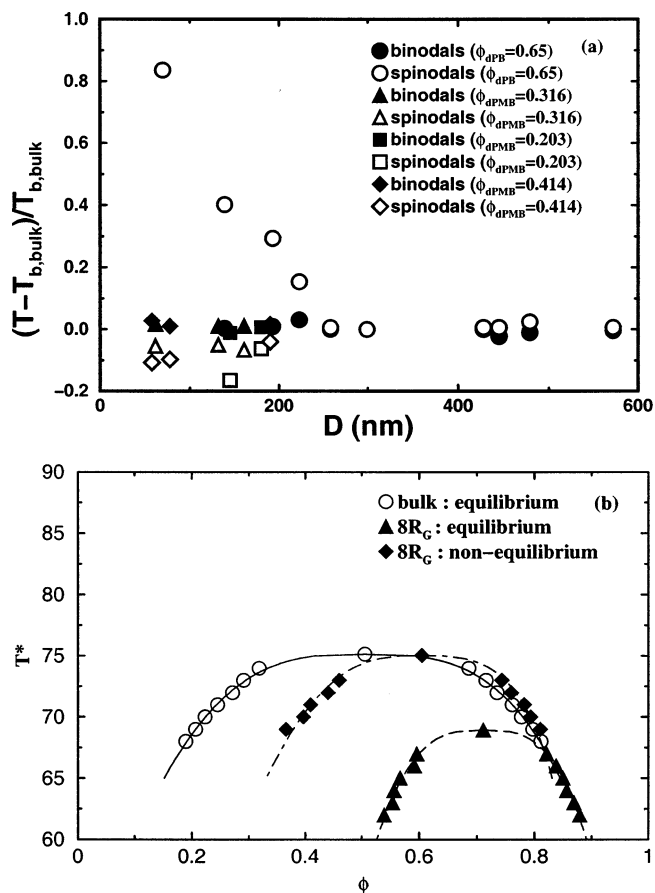 1.0
0.8
0.6
0.4
0.2
0.0
−0.2
(T−T_b,bulk)/T_b,bulk
(a)
binodals (ϕ_dPB=0.65)
spinodals (ϕ_dPB=0.65)
binodals (ϕ_dPMB=0.316)
spinodals (ϕ_dPMB=0.316)
binodals (ϕ_dPMB=0.203)
spinodals (ϕ_dPMB=0.203)
binodals (ϕ_dPMB=0.414)
spinodals (ϕ_dPMB=0.414)
0 200 400 600
D (nm)
90
85
80
75
70
65
60
T*
bulk : equilibrium (b)
8R_G : equilibrium
8R_G : non−equilibrium
0 0.2 0.4 0.6 0.8 1
ϕ